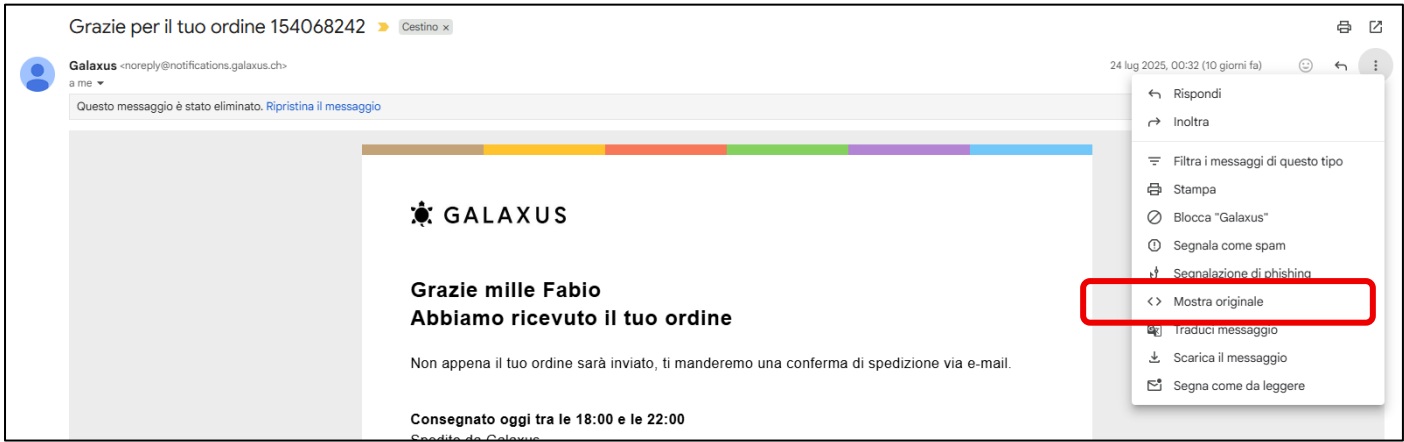 Grazie per il tuo ordine 154068242
Cestino ×
Galaxus <noreply@notifications.galaxus.ch>
24 lug 2025, 00:32 (10 giorni fa)
a me
Questo messaggio è stato eliminato. Ripristina il messaggio
GALAXUS
Grazie mille Fabio
Abbiamo ricevuto il tuo ordine
Non appena il tuo ordine sarà inviato, ti manderemo una conferma di spedizione via e-mail.
Consegnato oggi tra le 18:00 e le 22:00
Spedito da Galaxus
Rispondi
Inoltra
Filtra i messaggi di questo tipo
Stampa
Blocca "Galaxus"
Segnala come spam
Segnalazione di phishing
Mostra originale
Traduci messaggio
Scarica il messaggio
Segna come da leggere